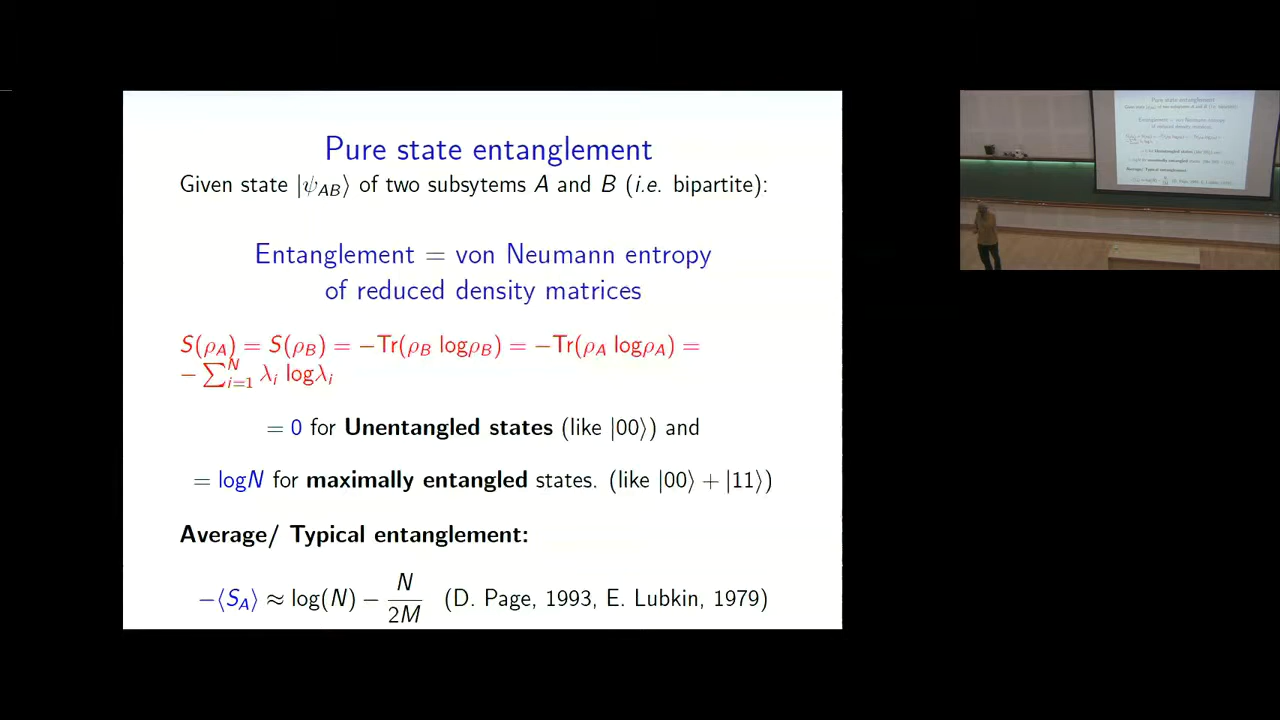 Pure state entanglement
Given state |ψ_AB⟩ of two subsytems A and B (i.e. bipartite):
Entanglement = von Neumann entropy
of reduced density matrices
S(ρ_A) = S(ρ_B) = −Tr(ρ_B logρ_B) = −Tr(ρ_A logρ_A) =
−∑_{i=1}^{N} λ_i logλ_i
= 0 for Unentangled states (like |00⟩) and
= logN for maximally entangled states. (like |00⟩ + |11⟩)
Average/ Typical entanglement:
−⟨S_A⟩ ≈ log(N) − N/2M (D. Page, 1993, E. Lubkin, 1979)